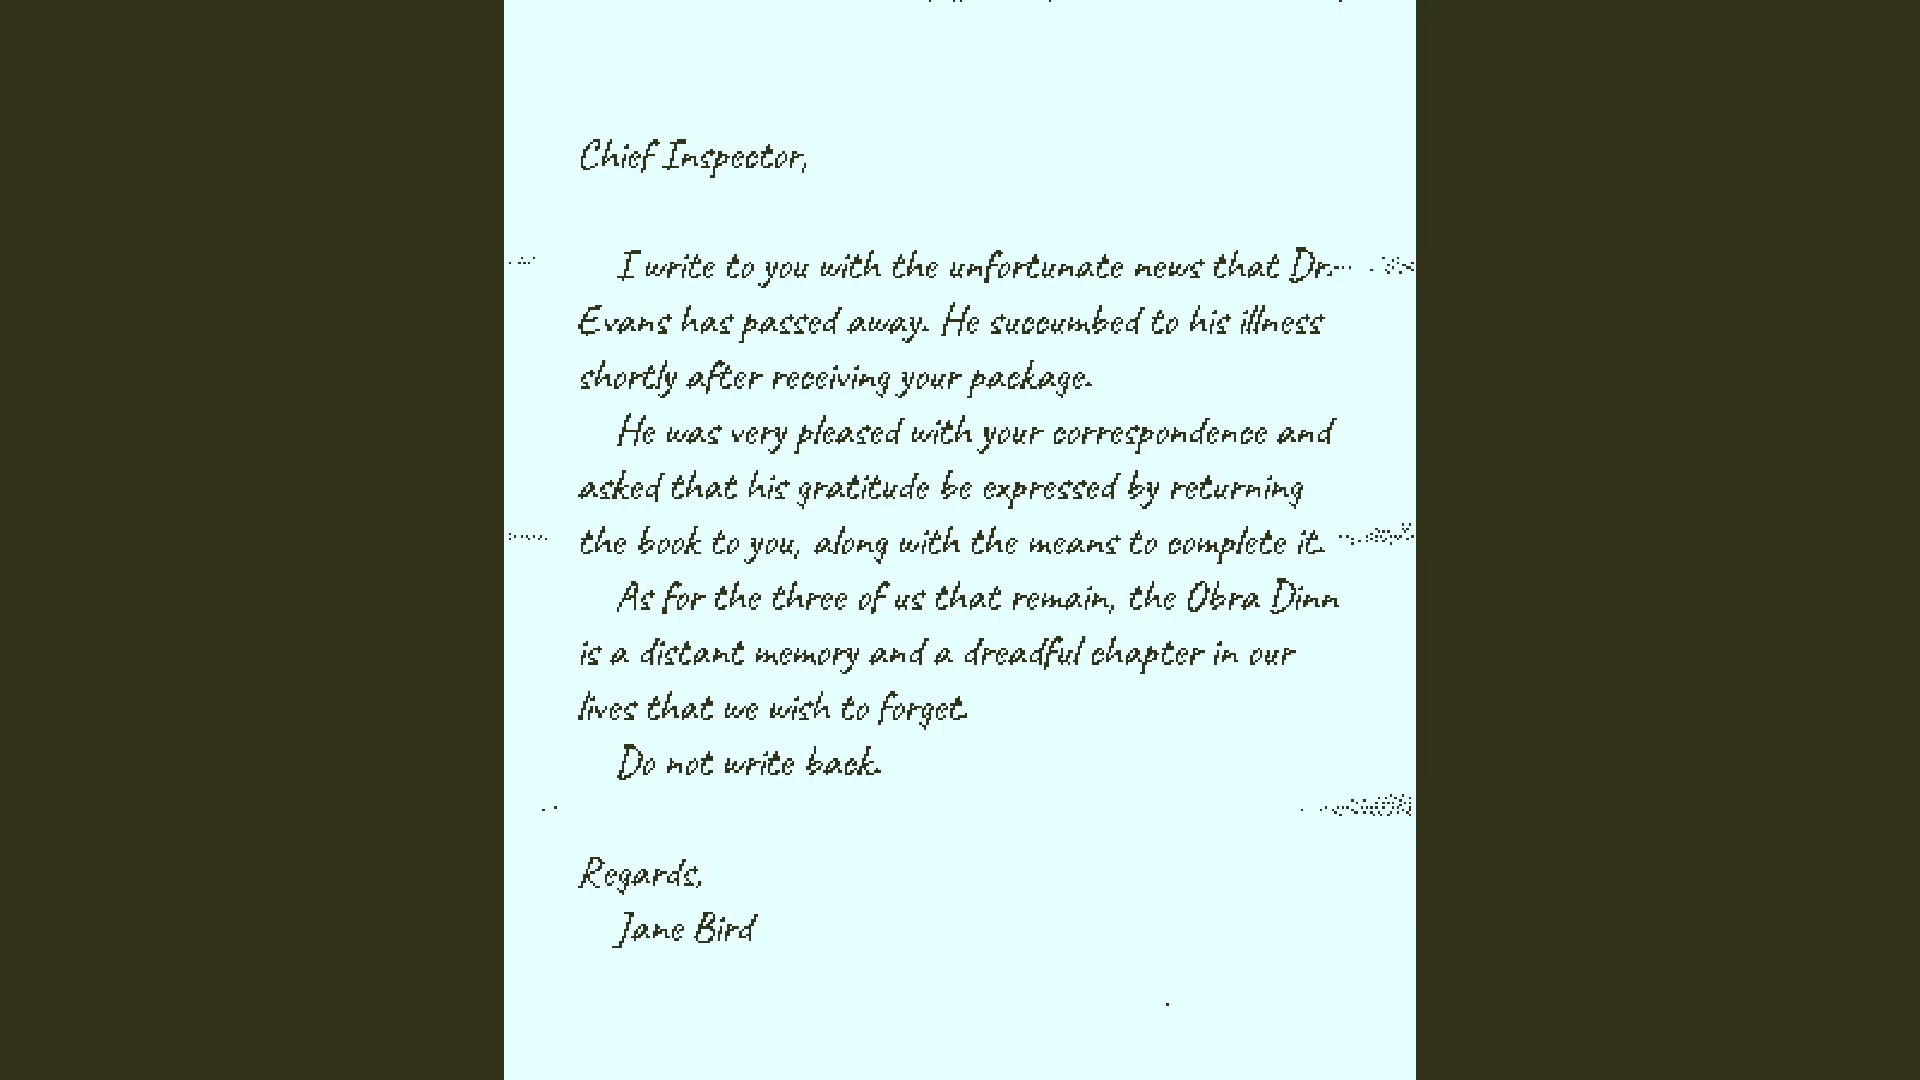 Chief Inspector,
I write to you with the unfortunate news that Dr.
Evans has passed away. He succumbed to his illness
shortly after receiving your package.
He was very pleased with your correspondence and
asked that his gratitude be expressed by returning
the book to you, along with the means to complete it.
As for the three of us that remain, the Obra Dinn
is a distant memory and a dreadful chapter in our
lives that we wish to forget.
Do not write back.
Regards,
Jane Bird